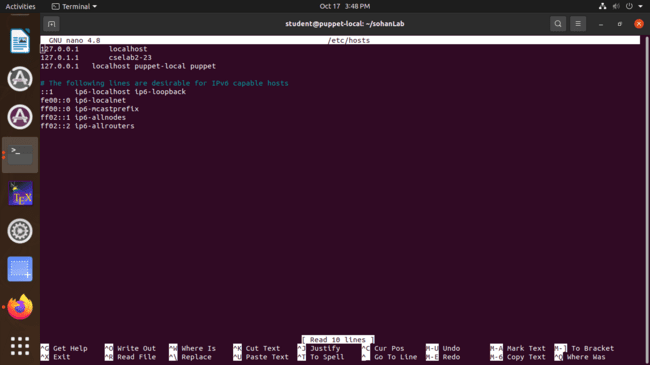 Activities Terminal Oct 17 3:48 PM
student@puppet-local: ~/sohanLab
GNU nano 4.8 /etc/hosts
127.0.0.1 localhost
127.0.1.1 cselab2-23
127.0.0.1 localhost puppet-local puppet
# The following lines are desirable for IPv6 capable hosts
::1 ip6-localhost ip6-loopback
fe00::0 ip6-localnet
ff00::0 ip6-mcastprefix
ff02::1 ip6-allnodes
ff02::2 ip6-allrouters
[ Read 10 lines ]
^G Get Help ^O Write Out ^W Where Is ^K Cut Text ^J Justify ^C Cur Pos M-U Undo M-A Mark Text M-] To Bracket
^X Exit ^R Read File ^\ Replace ^U Paste Text ^T To Spell ^_ Go To Line M-E Redo M-6 Copy Text ^Q Where Was